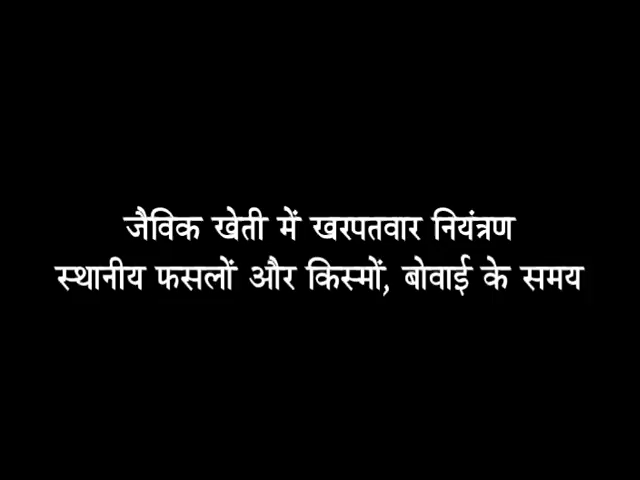 जैविक खेती में खरपतवार नियंत्रण
स्थानीय फसलों और किस्मों, बोवाई के समय